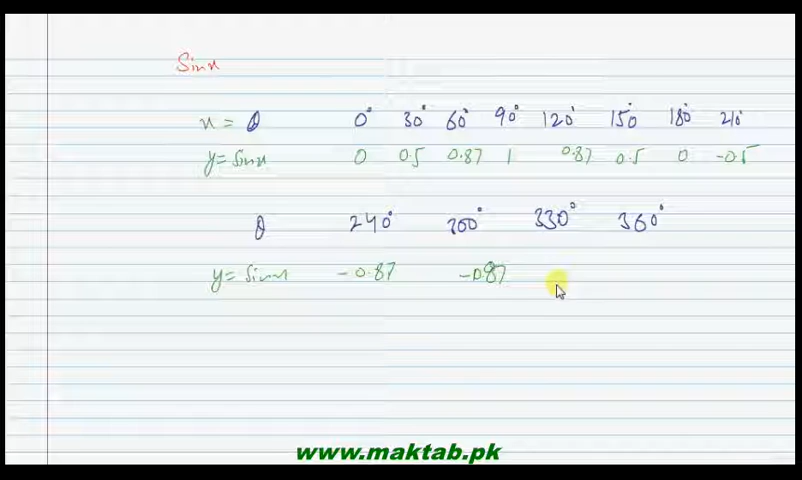 Sinx
x = θ 0° 30° 60° 90° 120° 150° 180° 210°
y = Sinx 0 0.5 0.87 1 0.87 0.5 0 -0.5
θ 240° 300° 330° 360°
y = Sinx -0.87 -0.87
www.maktab.pk